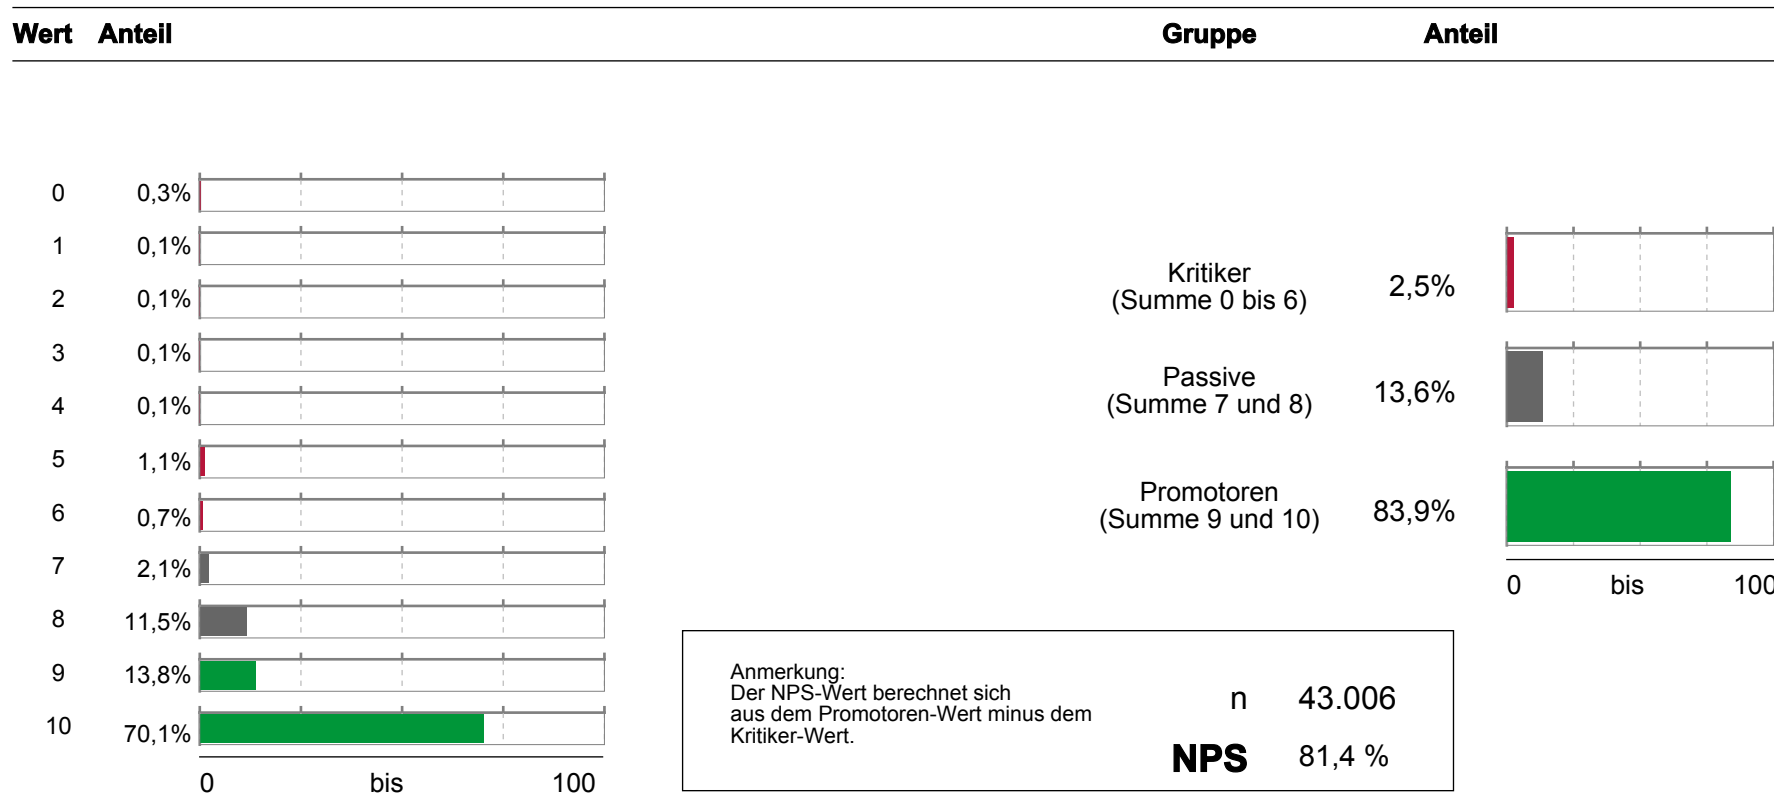 Wert Anteil Gruppe Anteil
0 0,3%
1 0,1%
2 0,1%
3 0,1%
4 0,1%
5 1,1%
6 0,7%
7 2,1%
8 11,5%
9 13,8%
10 70,1%
0 bis 100
Kritiker
(Summe 0 bis 6)
2,5%
Passive
(Summe 7 und 8)
13,6%
Promotoren
(Summe 9 und 10)
83,9%
0 bis 100
Anmerkung:
Der NPS-Wert berechnet sich
aus dem Promotoren-Wert minus dem
Kritiker-Wert.
n 43.006
NPS 81,4 %